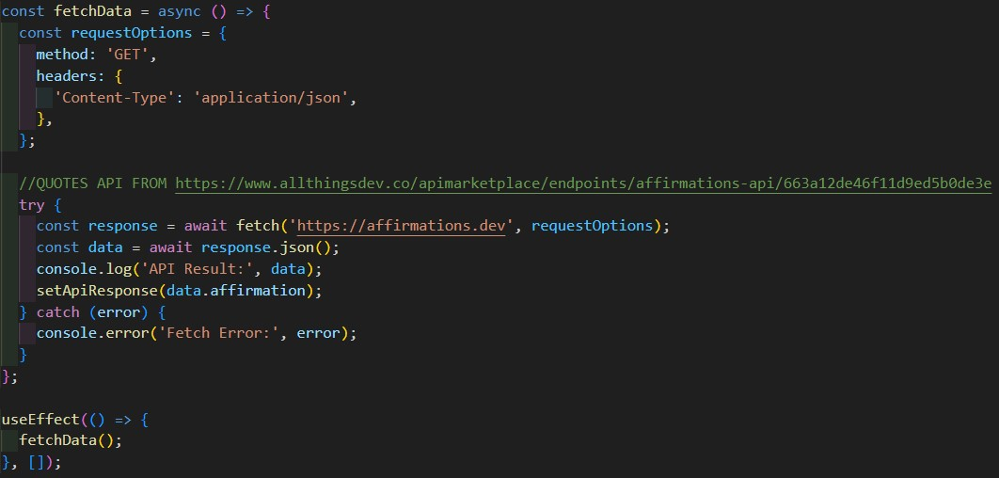 const fetchData = async () => {
const requestOptions = {
method: 'GET',
headers: {
'Content-Type': 'application/json',
},
};
//QUOTES API FROM https://www.allthingsdev.co/apimarketplace/endpoints/affirmations-api/663a12de46f11d9ed5b0de3e
try {
const response = await fetch('https://affirmations.dev', requestOptions);
const data = await response.json();
console.log('API Result:', data);
setApiResponse(data.affirmation);
} catch (error) {
console.error('Fetch Error:', error);
}
};
useEffect(() => {
fetchData();
}, []);